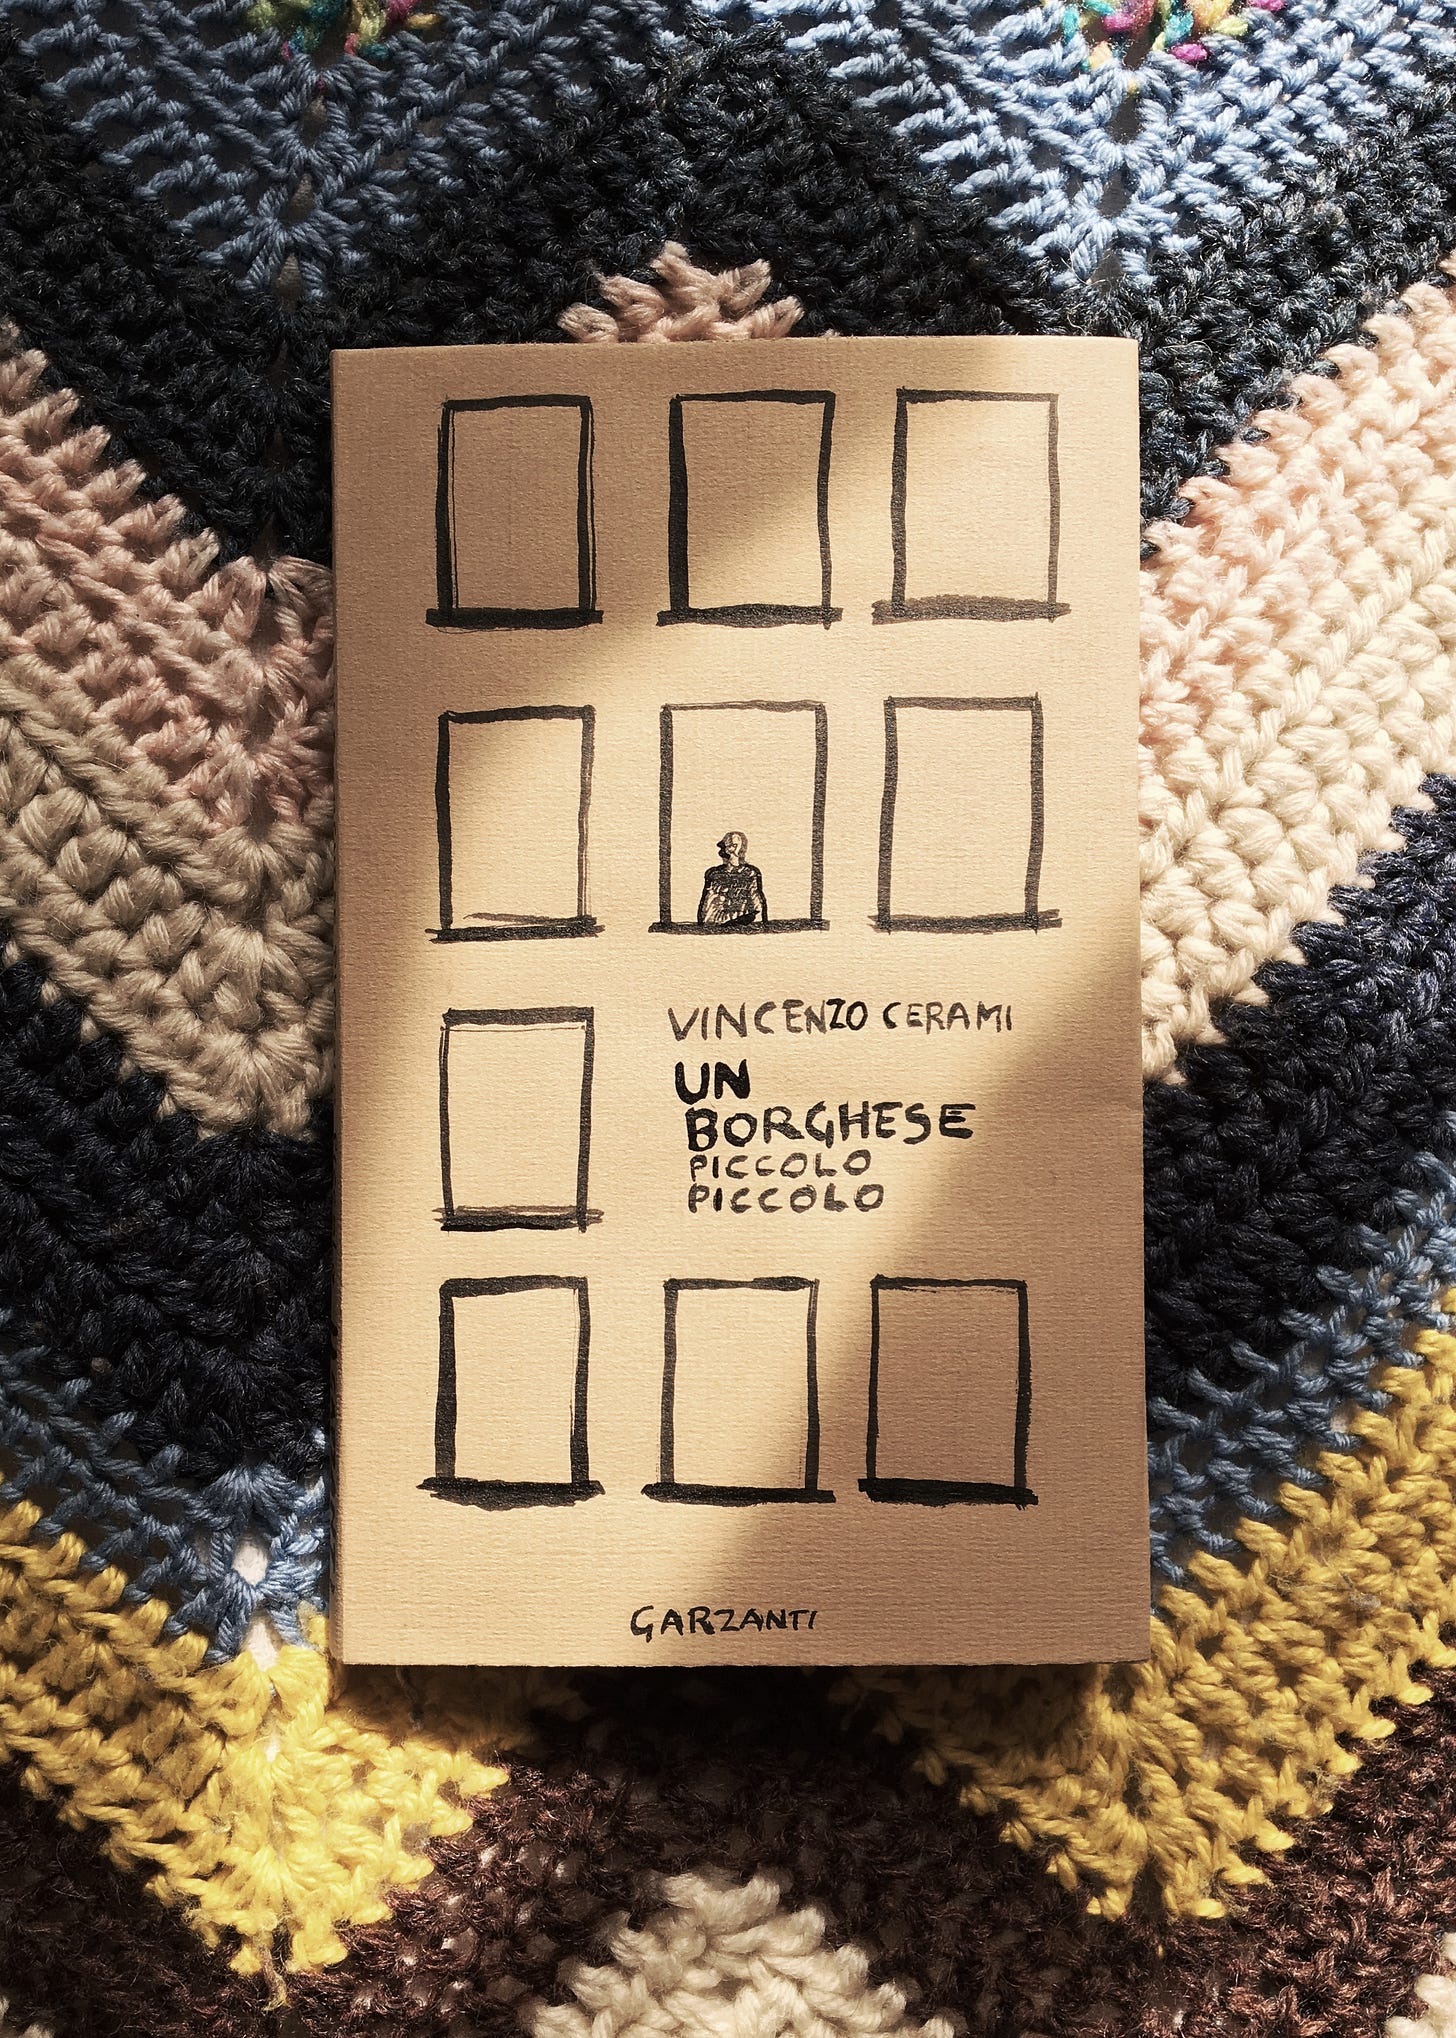 VINCENZO CERAMI
UN
BORGHESE
PICCOLO
PICCOLO
GARZANTI